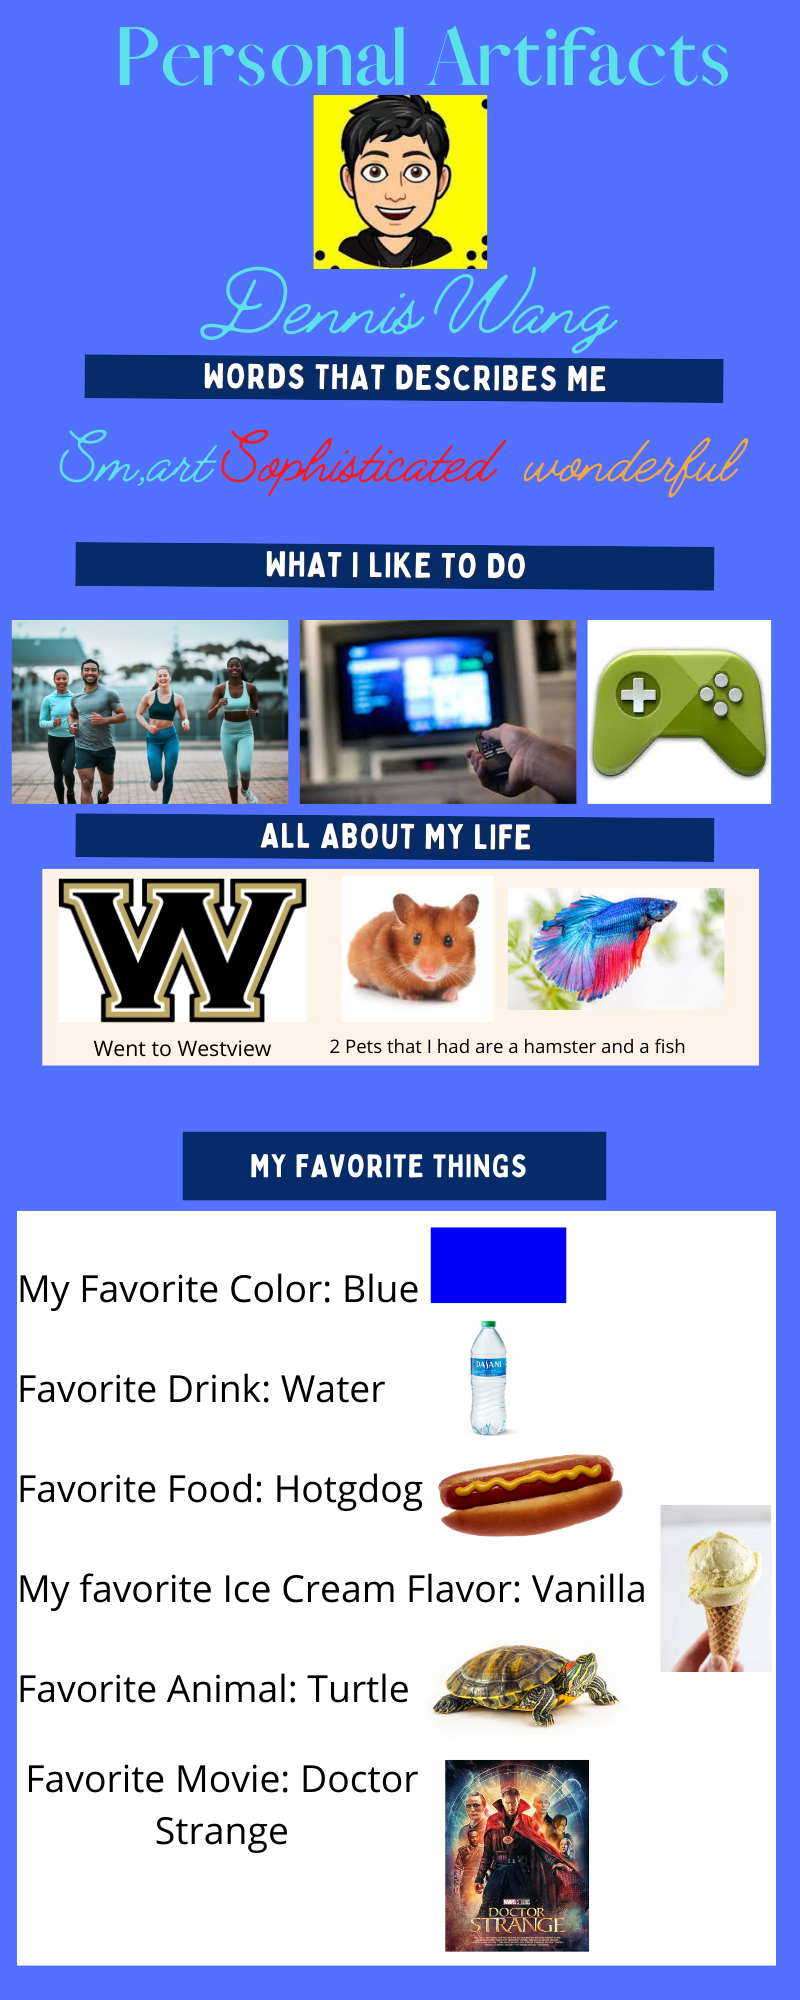 Personal Artifacts
Dennis Wang
WORDS THAT DESCRIBES ME
Sm,art Sophisticated wonderful
WHAT I LIKE TO DO
ALL ABOUT MY LIFE
W
Went to Westview
2 Pets that I had are a hamster and a fish
MY FAVORITE THINGS
My Favorite Color: Blue
DASANI
Favorite Drink: Water
Favorite Food: Hotgdog
My favorite Ice Cream Flavor: Vanilla
Favorite Animal: Turtle
Favorite Movie: Doctor
Strange
MARVEL STUDIOS
DOCTOR
STRANGE